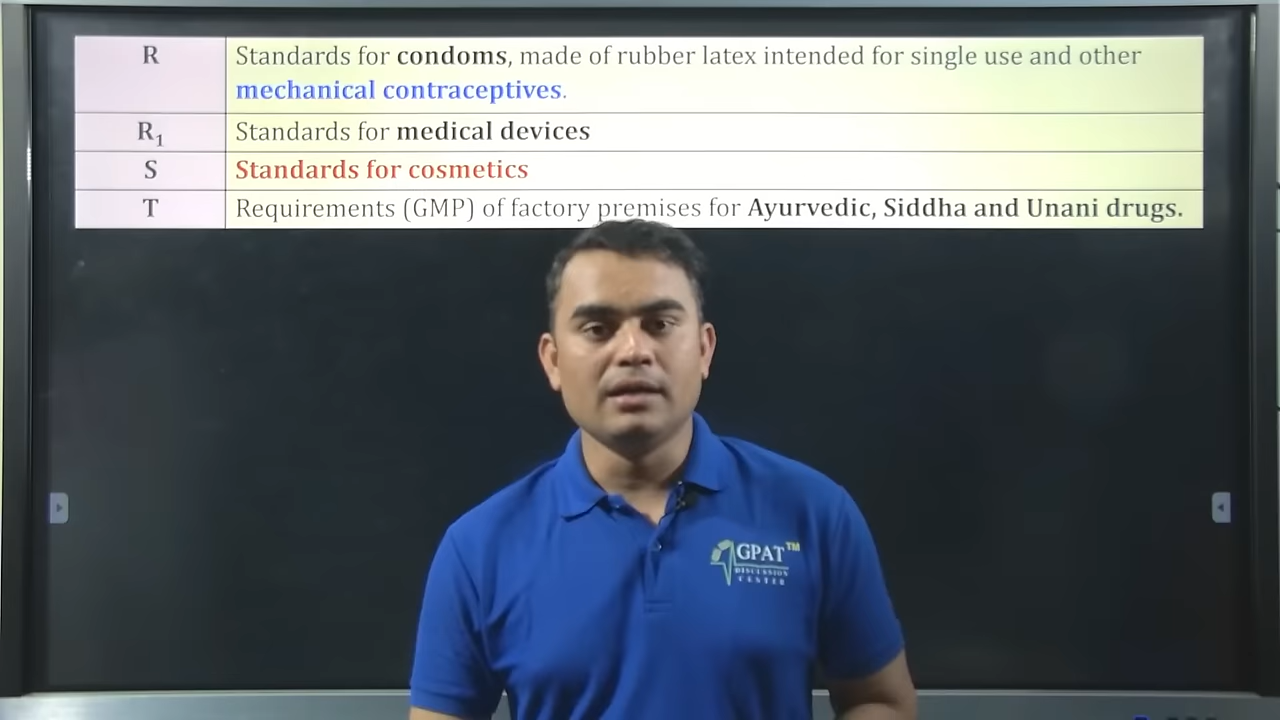 R
Standards for condoms, made of rubber latex intended for single use and other
mechanical contraceptives.
R₁
Standards for medical devices
S
Standards for cosmetics
T
Requirements (GMP) of factory premises for Ayurvedic, Siddha and Unani drugs.
GPAT™
DISCUSSION
CENTER